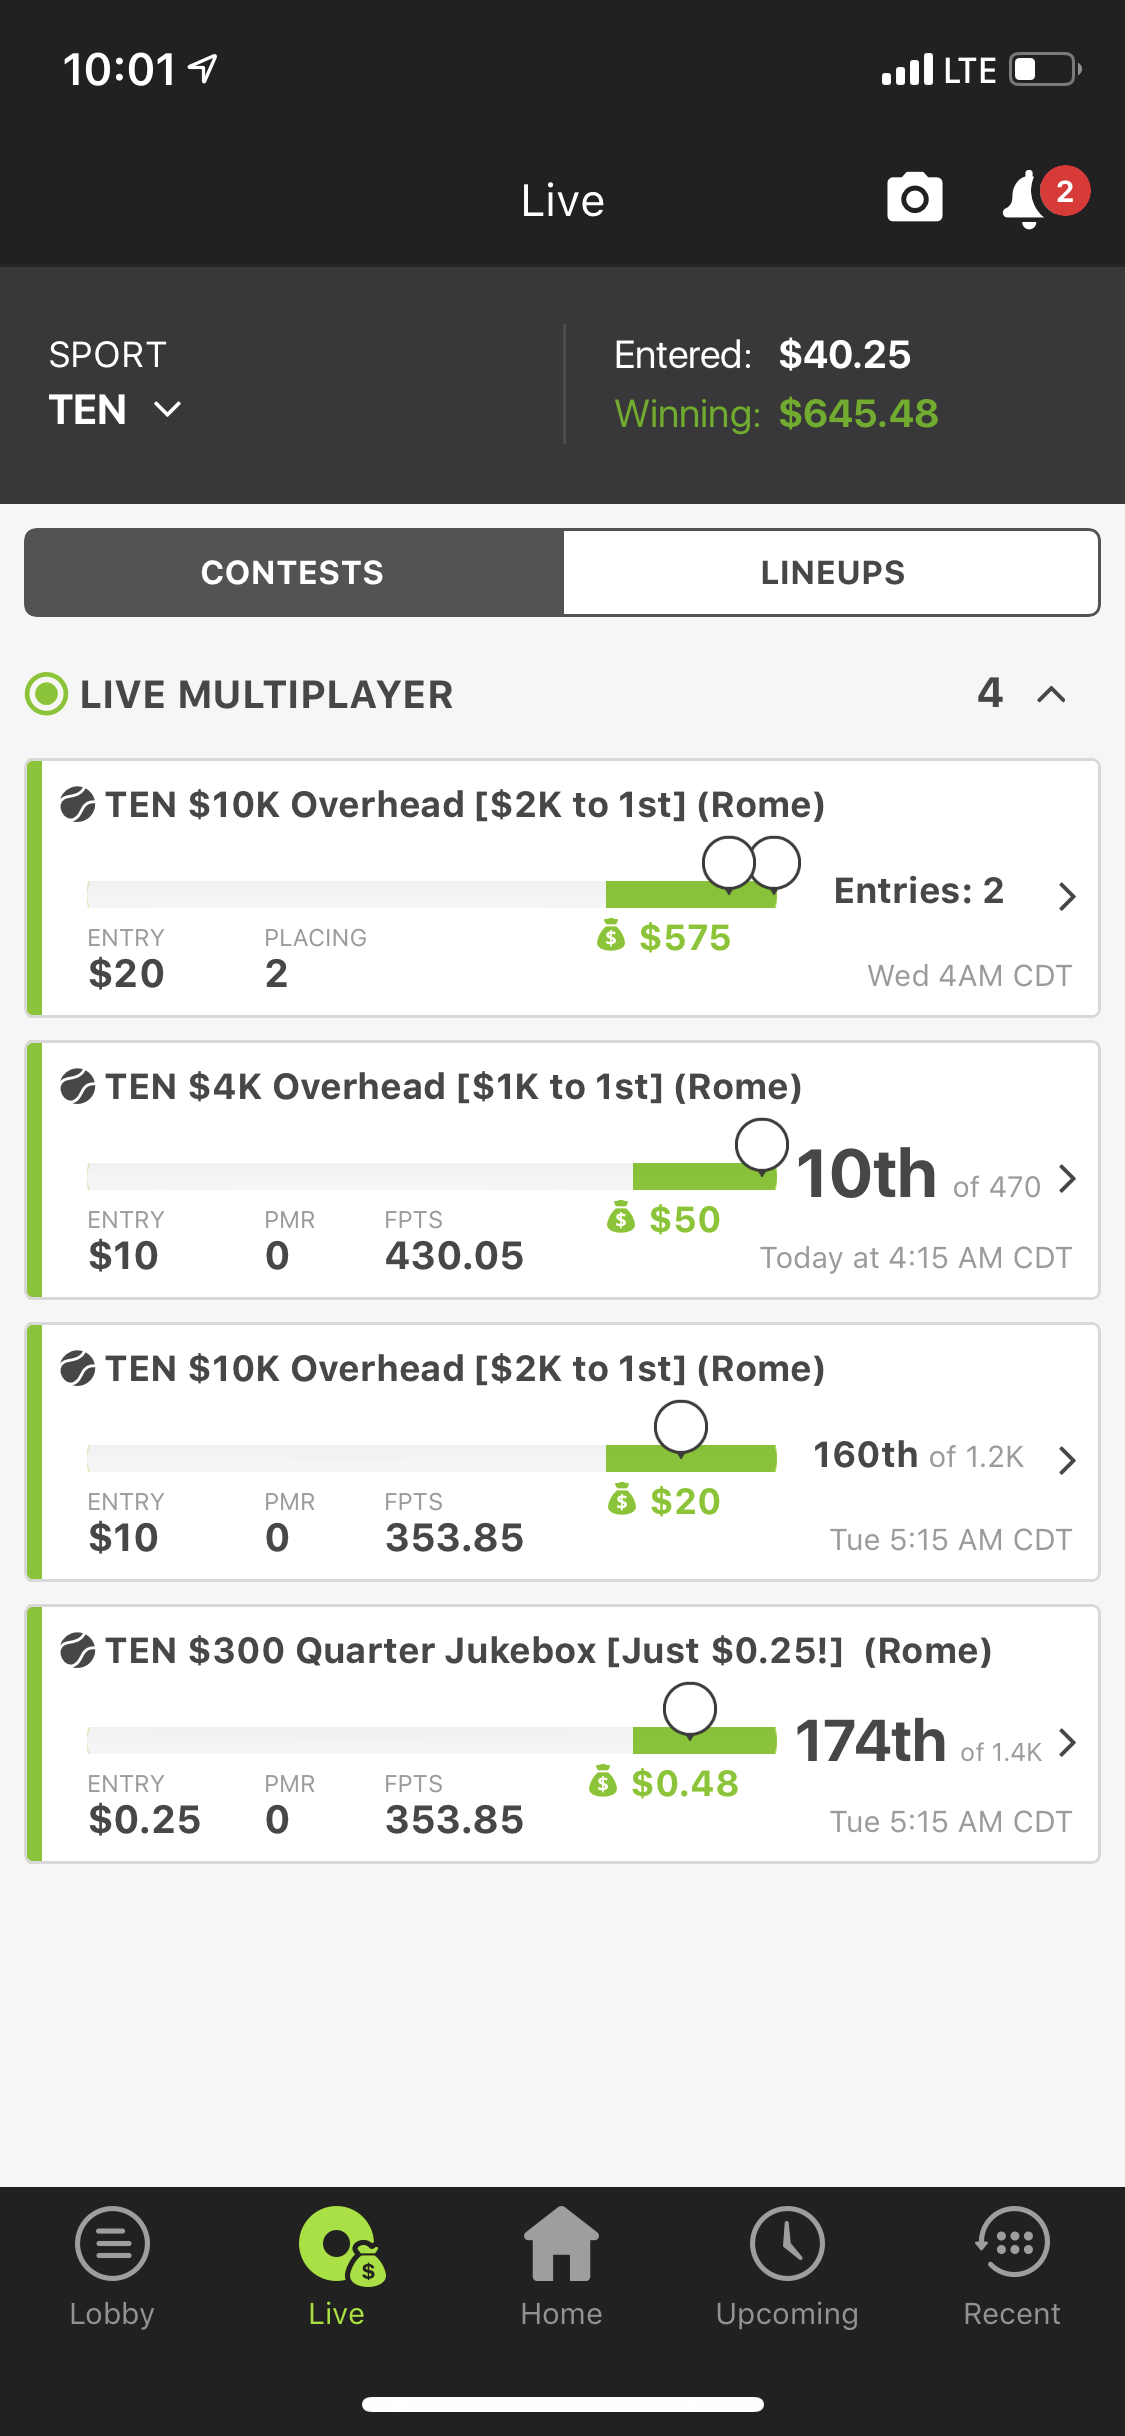 10:01 LTE
Live 2
SPORT
TEN
Entered: $40.25
Winning: $645.48
CONTESTS LINEUPS
LIVE MULTIPLAYER 4
TEN $10K Overhead [$2K to 1st] (Rome)
Entries: 2
$575
ENTRY PLACING
$20 2
Wed 4AM CDT
TEN $4K Overhead [$1K to 1st] (Rome)
10th of 470
$50
ENTRY PMR FPTS
$10 0 430.05
Today at 4:15 AM CDT
TEN $10K Overhead [$2K to 1st] (Rome)
160th of 1.2K
$20
ENTRY PMR FPTS
$10 0 353.85
Tue 5:15 AM CDT
TEN $300 Quarter Jukebox [Just $0.25!] (Rome)
174th of 1.4K
$0.48
ENTRY PMR FPTS
$0.25 0 353.85
Tue 5:15 AM CDT
Lobby Live Home Upcoming Recent